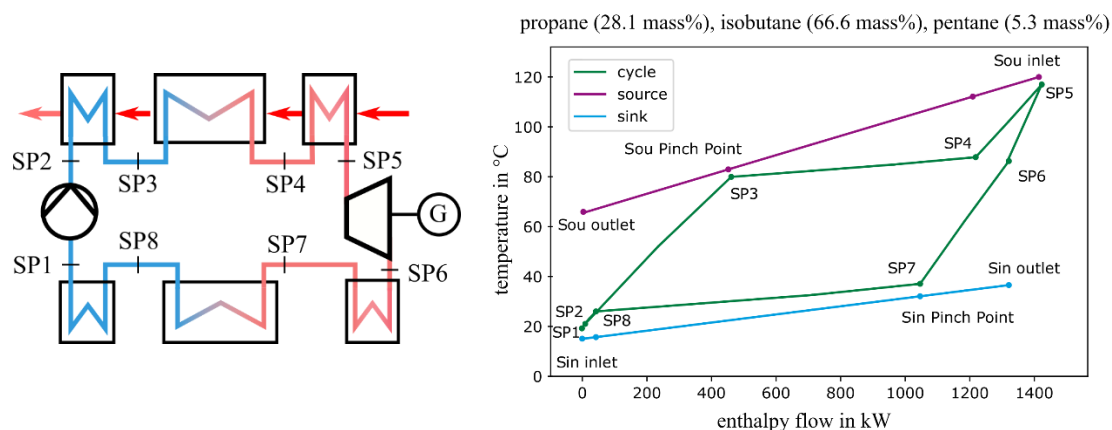 propane (28.1 mass%), isobutane (66.6 mass%), pentane (5.3 mass%)
SP2
SP3
SP4
SP5
G
SP1
SP8
SP7
SP6
cycle
source
sink
Sou inlet
SP5
SP4
SP6
Sou Pinch Point
SP3
Sou outlet
SP7
Sin outlet
SP2
SP1
SP8
Sin Pinch Point
Sin inlet
temperature in °C
120
100
80
60
40
20
0
0 200 400 600 800 1000 1200 1400
enthalpy flow in kW